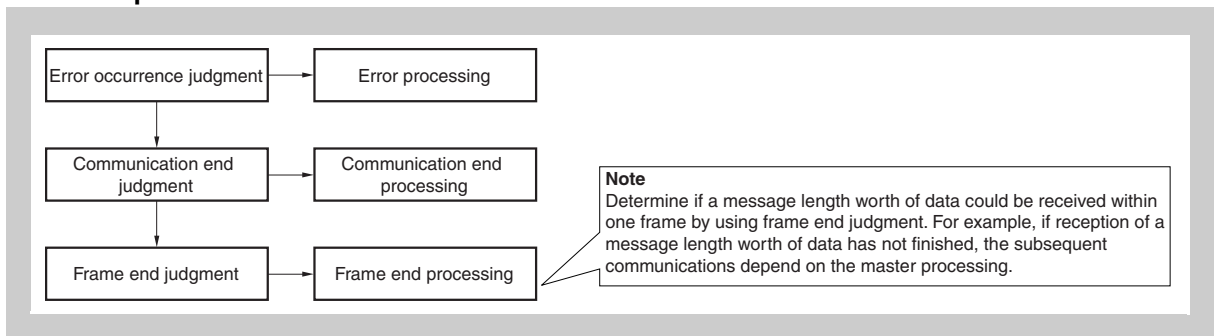 Error occurrence judgment
Error processing
Communication end
judgment
Communication end
processing
Frame end judgment
Frame end processing
Note
Determine if a message length worth of data could be received within
one frame by using frame end judgment. For example, if reception of a
message length worth of data has not finished, the subsequent
communications depend on the master processing.